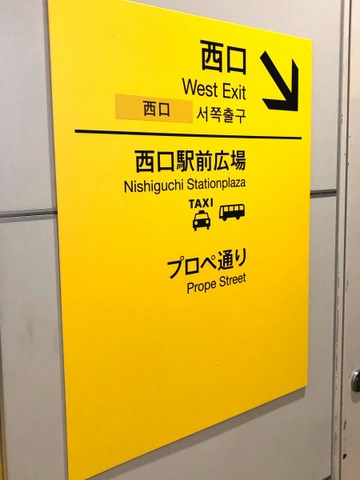 西口
West Exit
西口 서쪽출구
西口駅前広場
Nishiguchi Stationplaza
TAXI
プロペ通り
Prope Street